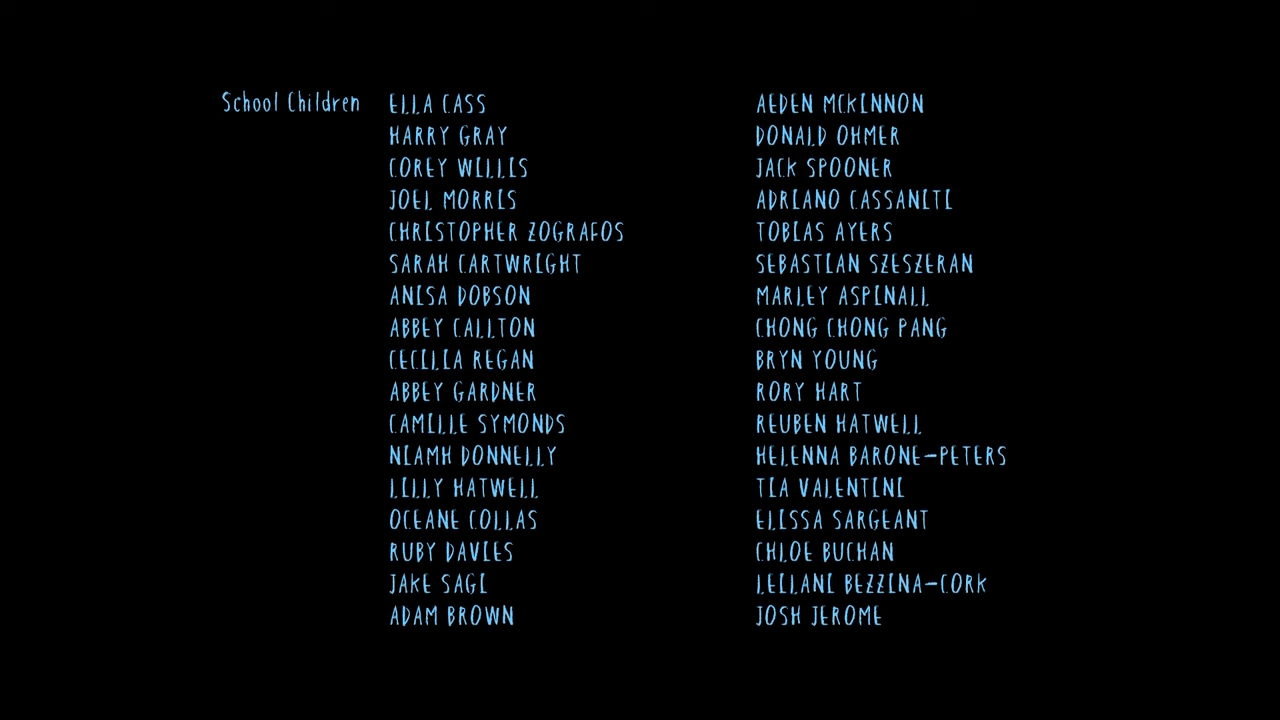 School Children ELLA CASS AEDEN MCKINNON
HARRY GRAY DONALD OHMER
COREY WILLIS JACK SPOONER
JOEL MORRIS ADRIANO CASSANITI
CHRISTOPHER ZOGRAFOS TOBIAS AYERS
SARAH CARTWRIGHT SEBASTIAN SZESZERAN
ANISA DOBSON MARLEY ASPINALL
ABBEY CALLTON CHONG CHONG PANG
CECILIA REGAN BRYN YOUNG
ABBEY GARDNER RORY HART
CAMILLE SYMONDS REUBEN HATWELL
NIAMH DONNELLY HELENNA BARONE-PETERS
LILLY HATWELL TIA VALENTINI
OCEANE COLLAS ELISSA SARGEANT
RUBY DAVIES CHLOE BUCHAN
JAKE SAGI LEILANI BEZZINA-CORK
ADAM BROWN JOSH JEROME